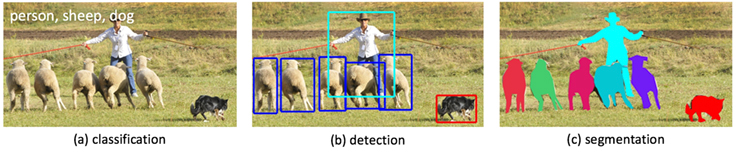 person, sheep, dog
(a) classification
(b) detection
(c) segmentation